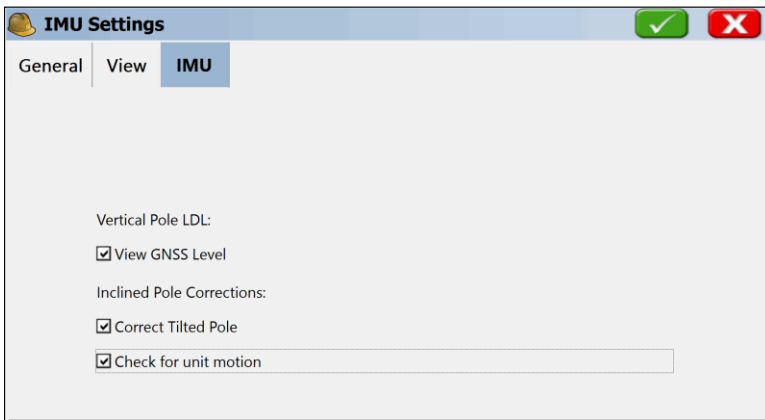 IMU Settings
General View IMU
Vertical Pole LDL:
View GNSS Level
Inclined Pole Corrections:
Correct Tilted Pole
Check for unit motion